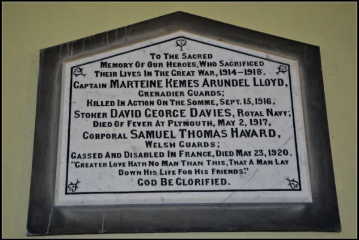 To The Sacred
Memory Of Our Heroes, Who Sacrificed
Their Lives In The Great War, 1914-1918.
Captain Marteine Kemes Arundel Lloyd,
Grenadier Guards;
Killed In Action On The Somme, Sept. 15, 1916.
Stoker David George Davies, Royal Navy;
Died Of Fever At Plymouth, May 2, 1917.
Corporal Samuel Thomas Havard,
Welsh Guards;
Gassed And Disabled In France, Died May 23, 1920.
"Greater Love Hath No Man Than This, That A Man Lay
Down His Life For His Friends."
God Be Glorified.